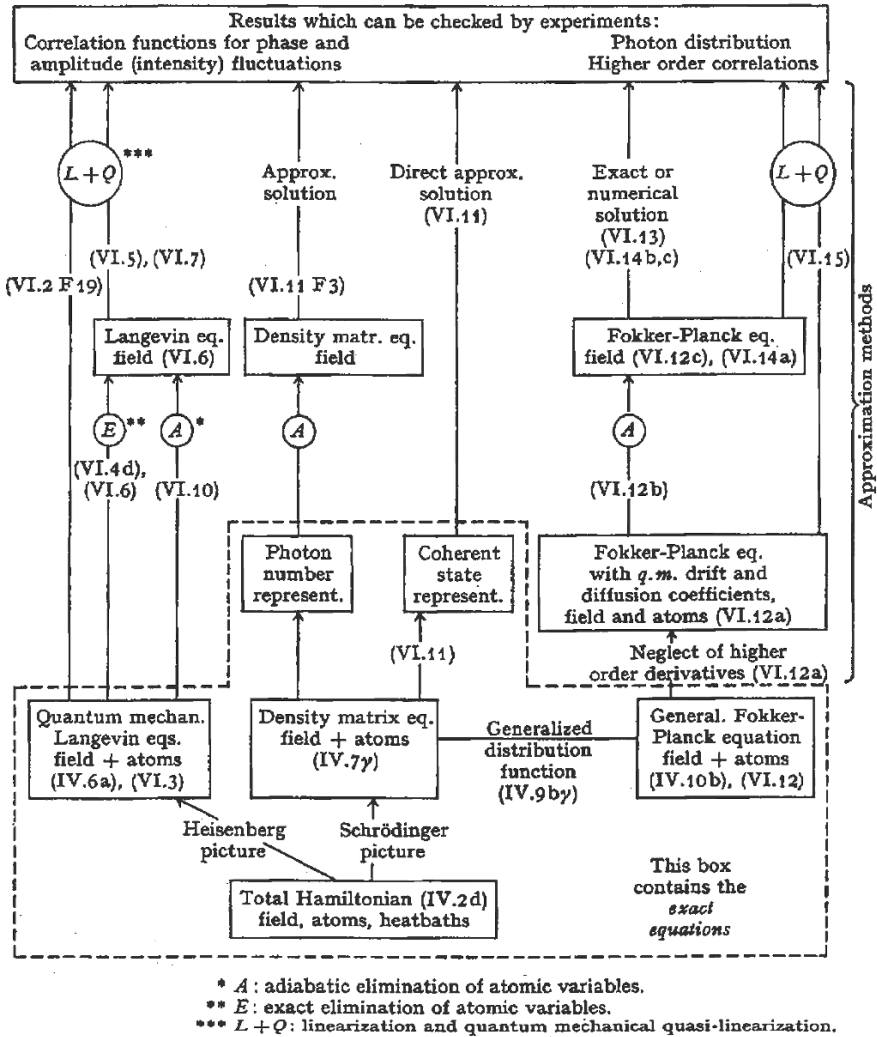 Results which can be checked by experiments:
Correlation functions for phase and
amplitude (intensity) fluctuations
Photon distribution
Higher order correlations
L+Q
***
Approx.
solution
Direct approx.
solution
(VI.11)
Exact or
numerical
solution
(VI.13)
(VI.14b,c)
L+Q
(VI.5), (VI.7)
(VI.2 F19)
(VI.11 F3)
(VI.15)
Approximation methods
Langevin eq.
field (VI.6)
Density matr. eq.
field
Fokker-Planck eq.
field (VI.12c), (VI.14a)
E
**
A
*
A
A
(VI.4d),
(VI.6)
(VI.10)
(VI.12b)
Photon
number
represent.
Coherent
state
represent.
Fokker-Planck eq.
with q.m. drift and
diffusion coefficients,
field and atoms (VI.12a)
(VI.11)
Neglect of higher
order derivatives (VI.12a)
Quantum mechan.
Langevin eqs.
field + atoms
(IV.6a), (VI.3)
Density matrix eq.
field + atoms
(IV.7γ)
Generalized
distribution
function
(IV.9bγ)
General. Fokker-
Planck equation
field + atoms
(IV.10b), (VI.12)
Heisenberg
picture
Schrödinger
picture
Total Hamiltonian (IV.2d)
field, atoms, heatbaths
This box
contains the
exact
equations
* A: adiabatic elimination of atomic variables.
** E: exact elimination of atomic variables.
*** L+Q: linearization and quantum mechanical quasi-linearization.